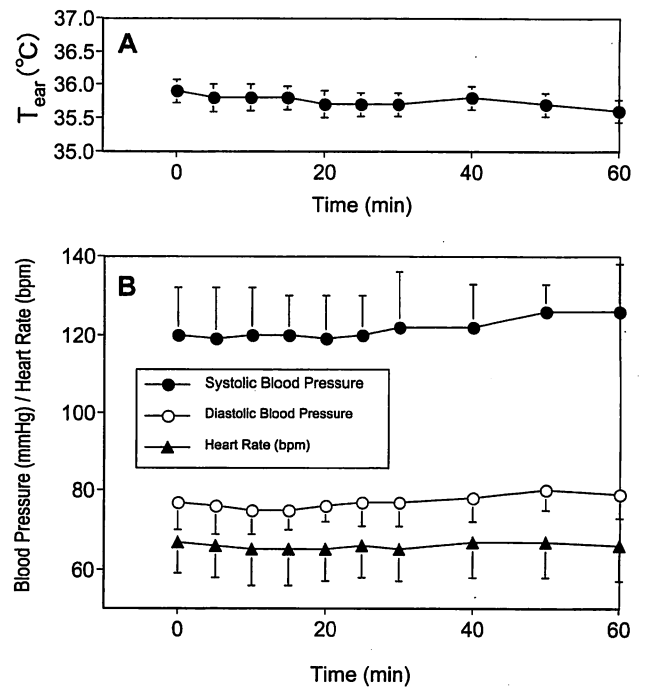 A
T ear (°C)
37.0
36.5
36.0
35.5
35.0
0 20 40 60
Time (min)
B
Blood Pressure (mmHg) / Heart Rate (bpm)
140
120
100
80
60
Systolic Blood Pressure
Diastolic Blood Pressure
Heart Rate (bpm)
0 20 40 60
Time (min)